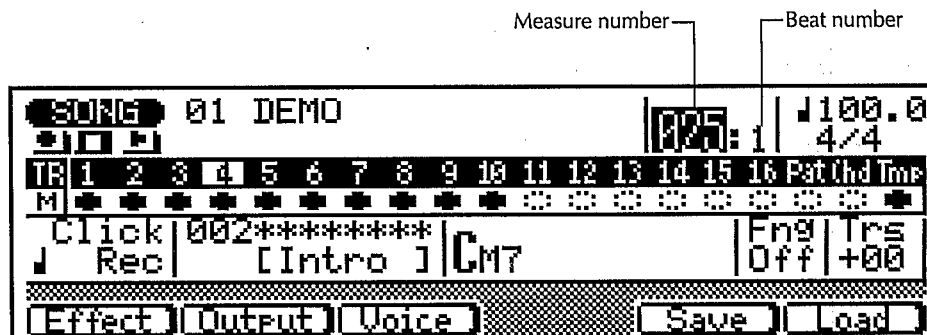 Measure number Beat number
SONG 01 DEMO 025:1 ♩100.0
4/4
TR 1 2 3 4 5 6 7 8 9 10 11 12 13 14 15 16 Pat Chd Tmp
M
Click 002******** CM7 Fng Trs
♩ Rec [Intro ] Off +00
Effect Output Voice Save Load